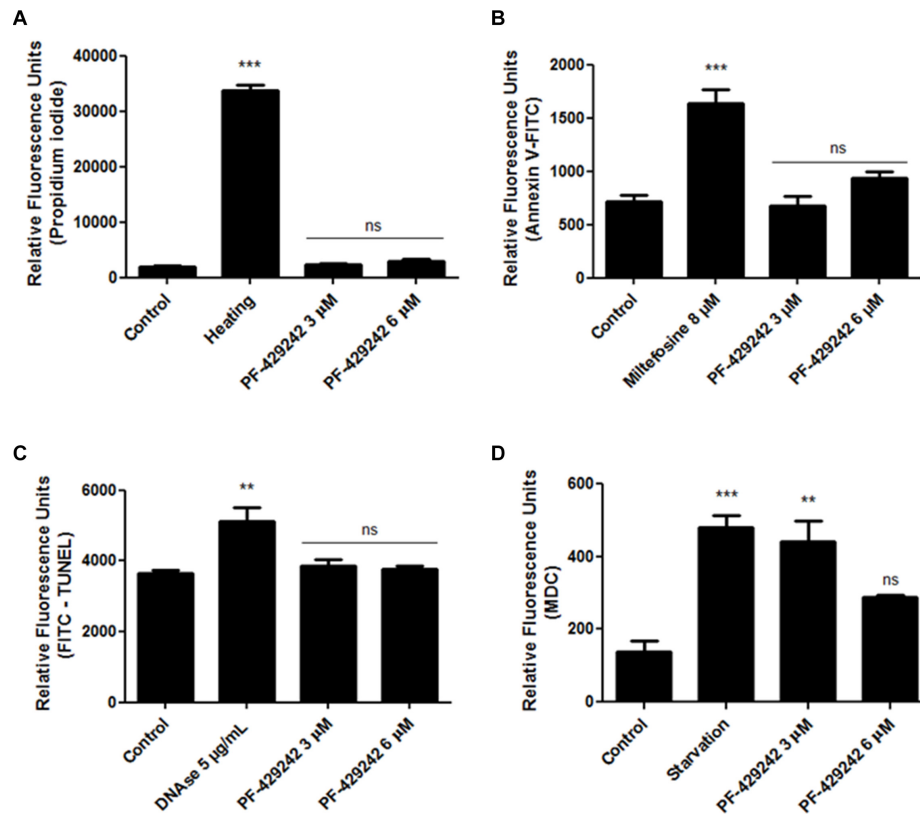 A
Relative Fluorescence Units
(Propidium iodide)
40000
30000
20000
10000
0
***
ns
Control
Heating
PF-429242 3 µM
PF-429242 6 µM
B
Relative Fluorescence Units
(Annexin V-FITC)
2000
1500
1000
500
0
***
ns
Control
Miltefosine 8 µM
PF-429242 3 µM
PF-429242 6 µM
C
Relative Fluorescence Units
(FITC - TUNEL)
6000
4000
2000
0
**
ns
Control
DNAse 5 µg/mL
PF-429242 3 µM
PF-429242 6 µM
D
Relative Fluorescence Units
(MDC)
600
400
200
0
***
**
ns
Control
Starvation
PF-429242 3 µM
PF-429242 6 µM